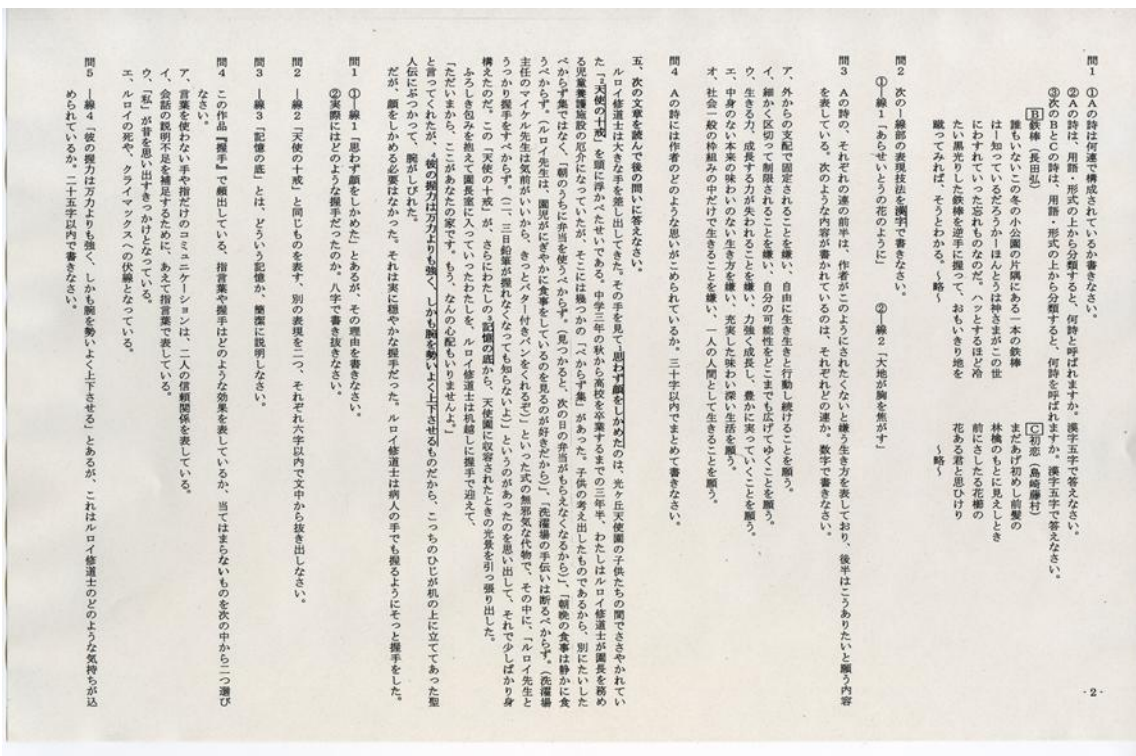 問1 ①Aの詩は何連で構成されているか書きなさい。
②Aの詩は、用語・形式の上から分類すると、何詩と呼ばれますか。漢字五字で答えなさい。
③次のBとCの詩は、用語・形式の上から分類すると、何詩を呼ばれますか。漢字五字で答えなさい。
B 鉄棒(長田弘)
誰もいないこの冬の小公園の片隅にある一本の鉄棒
は―知っているだろうか―ほんとうは神さまがこの世
にわすれていった忘れものなのだ。ハッとするほど冷
たい黒光りした鉄棒を逆手に握って、おもいきり地を
蹴ってみれば、そうとわかる。~略~
C 初恋(島崎藤村)
まだあげ初めし前髪の
林檎のもとに見えしとき
前にさしたる花櫛の
花ある君と思ひけり
~略~
問2 次の―線部の表現技法を漢字で書きなさい。
①―線1「あらせいとうの花のように」 ②―線2「大地が胸を焦がす」
問3 Aの詩の、それぞれの連の前半は、作者がこのようにされたくないと嫌う生き方を表しており、後半はこうありたいと願う内容
を表している。次のような内容が書かれているのは、それぞれどの連か。数字で書きなさい。
ア、外からの支配で固定されることを嫌い、自由に生き生きと行動し続けることを願う。
イ、細かく区切って制限されることを嫌い、自分の可能性をどこまでも広げてゆくことを願う。
ウ、生きる力、成長する力が失われることを嫌い、力強く成長し、豊かに実っていくことを願う。
エ、中身のない本来の味わいのない生き方を嫌い、充実した味わい深い生活を願う。
オ、社会一般の枠組みの中だけで生きることを嫌い、一人の人間として生きることを願う。
問4 Aの詩には作者のどのような思いがこめられているか。三十字以内でまとめて書きなさい。
五、次の文章を読んで後の問いに答えなさい。
ルロイ修道士は大きな手を差し出してきた。その手を見て1思わず顔をしかめたのは、光ヶ丘天使園の子供たちの間でささやかれてい
た「2天使の十戒」を頭に浮かべたせいである。中学三年の秋から高校を卒業するまでの三年半、わたしはルロイ修道士が園長を務め
る児童養護施設の厄介になっていたが、そこには幾つかの「べからず集」があった。子供の考え出したものであるから、別にたいした
べからず集ではなく、「朝のうちに弁当を使うべからず。(見つかると、次の日の弁当がもらえなくなるから)」、「朝晩の食事は静かに食
うべからず。(ルロイ先生は、園児がにぎやかに食事をしているのを見るのが好きだから)」、「洗濯場の手伝いは断るべからず。(洗濯場
主任のマイケル先生は気前がいいから、きっとバター付きパンをくれるぞ)」といった式の無邪気な代物で、その中に、「ルロイ先生と
うっかり握手をすべからず。(二、三日鉛筆が握れなくなっても知らないよ)」というのがあったのを思い出して、それで少しばかり身
構えたのだ。この「天使の十戒」が、さらにわたしの3記憶の底から、天使園に収容されたときの光景を引っ張り出した。
ふろしき包みを抱えて園長室に入っていったわたしを、ルロイ修道士は机越しに握手で迎えて、
「ただいまから、ここがあなたの家です。もう、なんの心配もいりませんよ。」
と言ってくれたが、4彼の握力は万力よりも強く、しかも腕を勢いよく上下させるものだから、こっちのひじが机の上に立ててあった聖
人伝にぶつかって、腕がしびれた。
だが、顔をしかめる必要はなかった。それは実に穏やかな握手だった。ルロイ修道士は病人の手でも握るようにそっと握手をした。
問1 ①―線1「思わず顔をしかめた」とあるが、その理由を書きなさい。
②実際にはどのような握手だったのか。八字で書き抜きなさい。
問2 ―線2「天使の十戒」と同じものを表す、別の表現を二つ、それぞれ六字以内で文中から抜き出しなさい。
問3 ―線3「記憶の底」とは、どういう記憶か、簡潔に説明しなさい。
問4 この作品『握手』で頻出している、指言葉や握手はどのような効果を表しているか、当てはまらないものを次の中から二つ選び
なさい。
ア、言葉を使わない手や指だけのコミュニケーションは、二人の信頼関係を表している。
イ、会話の説明不足を補足するために、あえて指言葉で表している。
ウ、「私」が昔を思い出すきっかけとなっている。
エ、ルロイの死や、クライマックスへの伏線となっている。
問5 ―線4「彼の握力は万力よりも強く、しかも腕を勢いよく上下させる」とあるが、これはルロイ修道士のどのような気持ちが込
められているか。二十五字以内で書きなさい。
- 2 -